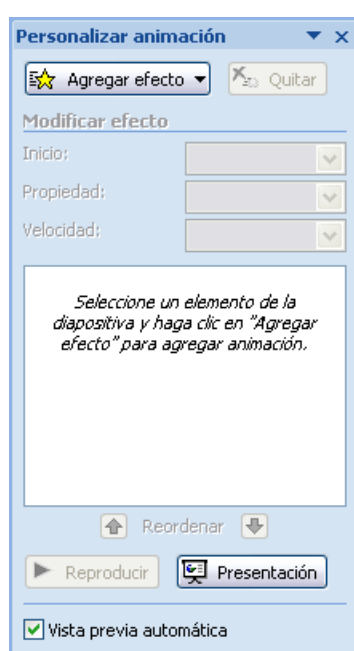 Personalizar animación
Agregar efecto Quitar
Modificar efecto
Inicio:
Propiedad:
Velocidad:
Seleccione un elemento de la
diapositiva y haga clic en "Agregar
efecto" para agregar animación.
Reordenar
Reproducir Presentación
Vista previa automática